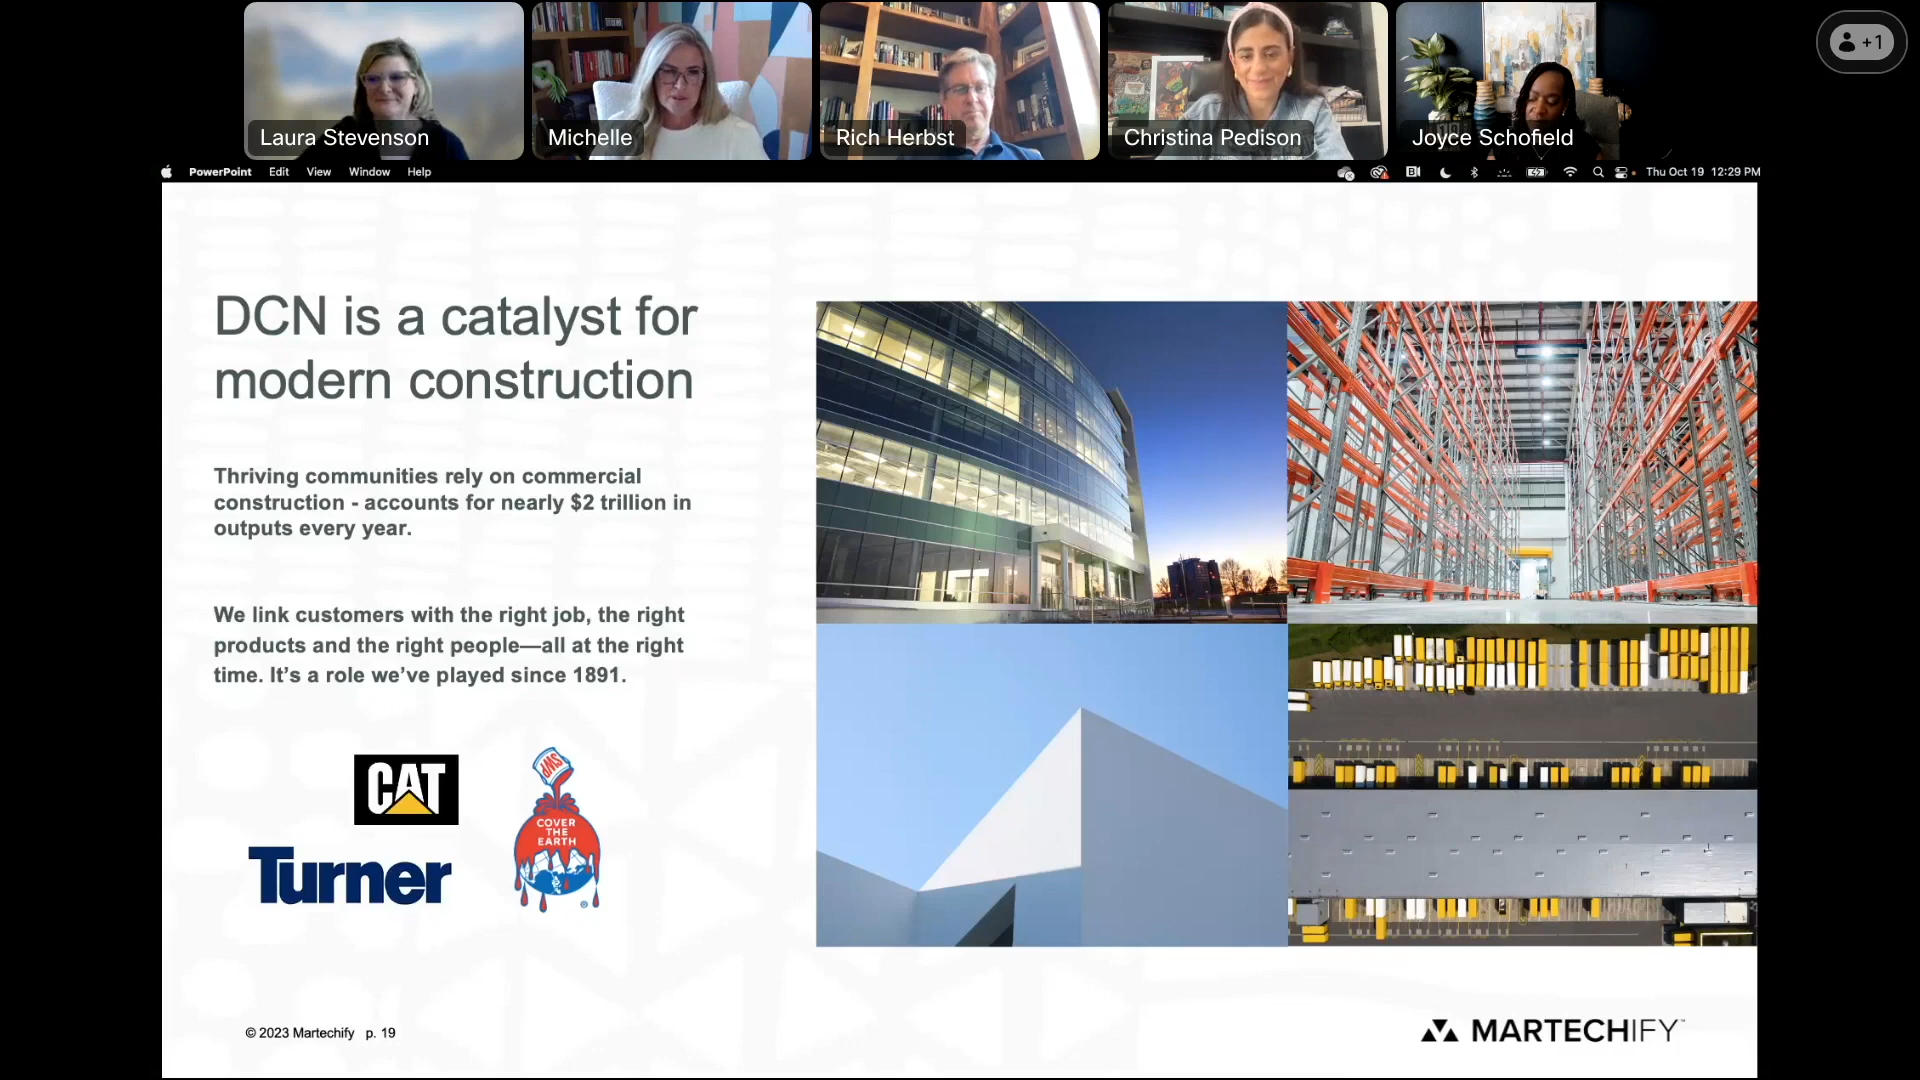 Laura Stevenson
Michelle
Rich Herbst
Christina Pedison
Joyce Schofield
+1
PowerPoint Edit View Window Help
Thu Oct 19 12:29 PM
DCN is a catalyst for
modern construction
Thriving communities rely on commercial
construction - accounts for nearly $2 trillion in
outputs every year.
We link customers with the right job, the right
products and the right people—all at the right
time. It’s a role we’ve played since 1891.
CAT
SWP
COVER
THE
EARTH
®
Turner
© 2023 Martechify p. 19
MARTECHIFY™